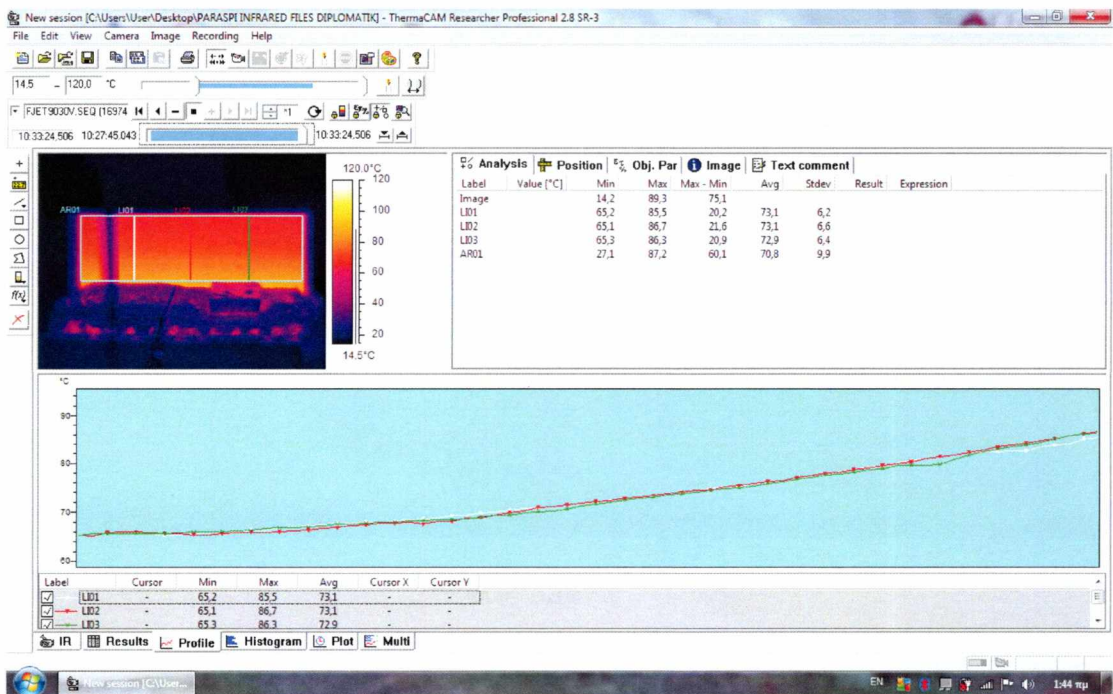 New session [C:\Users\User\Desktop\PARASPI INFRARED FILES DIPLOMATIK] - ThermaCAM Researcher Professional 2.8 SR-3
File Edit View Camera Image Recording Help
14.5 - 120,0 °C
FJET9030V.SEQ (16974
10:33:24,506 10:27:45.043 10:33:24,506
120.0°C
120
100
80
60
40
20
14.5°C
AR01 LI01 LI02 LI03
Analysis Position Obj. Par Image Text comment
Label Value [°C] Min Max Max - Min Avg Stdev Result Expression
Image 14,2 89,3 75,1
LI01 65,2 85,5 20,2 73,1 6,2
LI02 65,1 86,7 21,6 73,1 6,6
LI03 65,3 86,3 20,9 72,9 6,4
AR01 27,1 87,2 60,1 70,8 9,9
°C
90
80
70
60
Label Cursor Min Max Avg Cursor X Cursor Y
LI01 - 65,2 85,5 73,1 - -
LI02 - 65,1 86,7 73,1 - -
LI03 - 65,3 86,3 72,9 - -
IR Results Profile Histogram Plot Multi
New session [C:\User...
EN 1:44 πμ